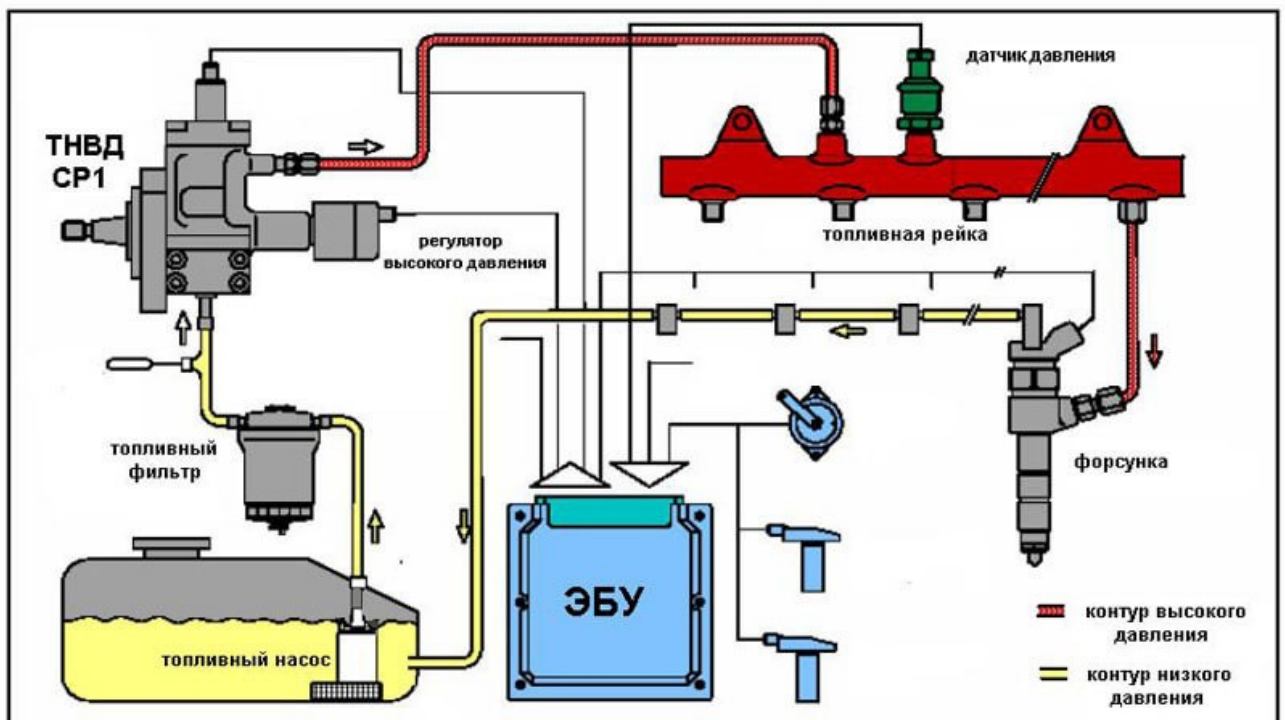 датчик давления
ТНВД
CP1
топливная рейка
регулятор
высокого давления
топливный
фильтр
форсунка
ЭБУ
контур высокого
давления
топливный насос
контур низкого
давления